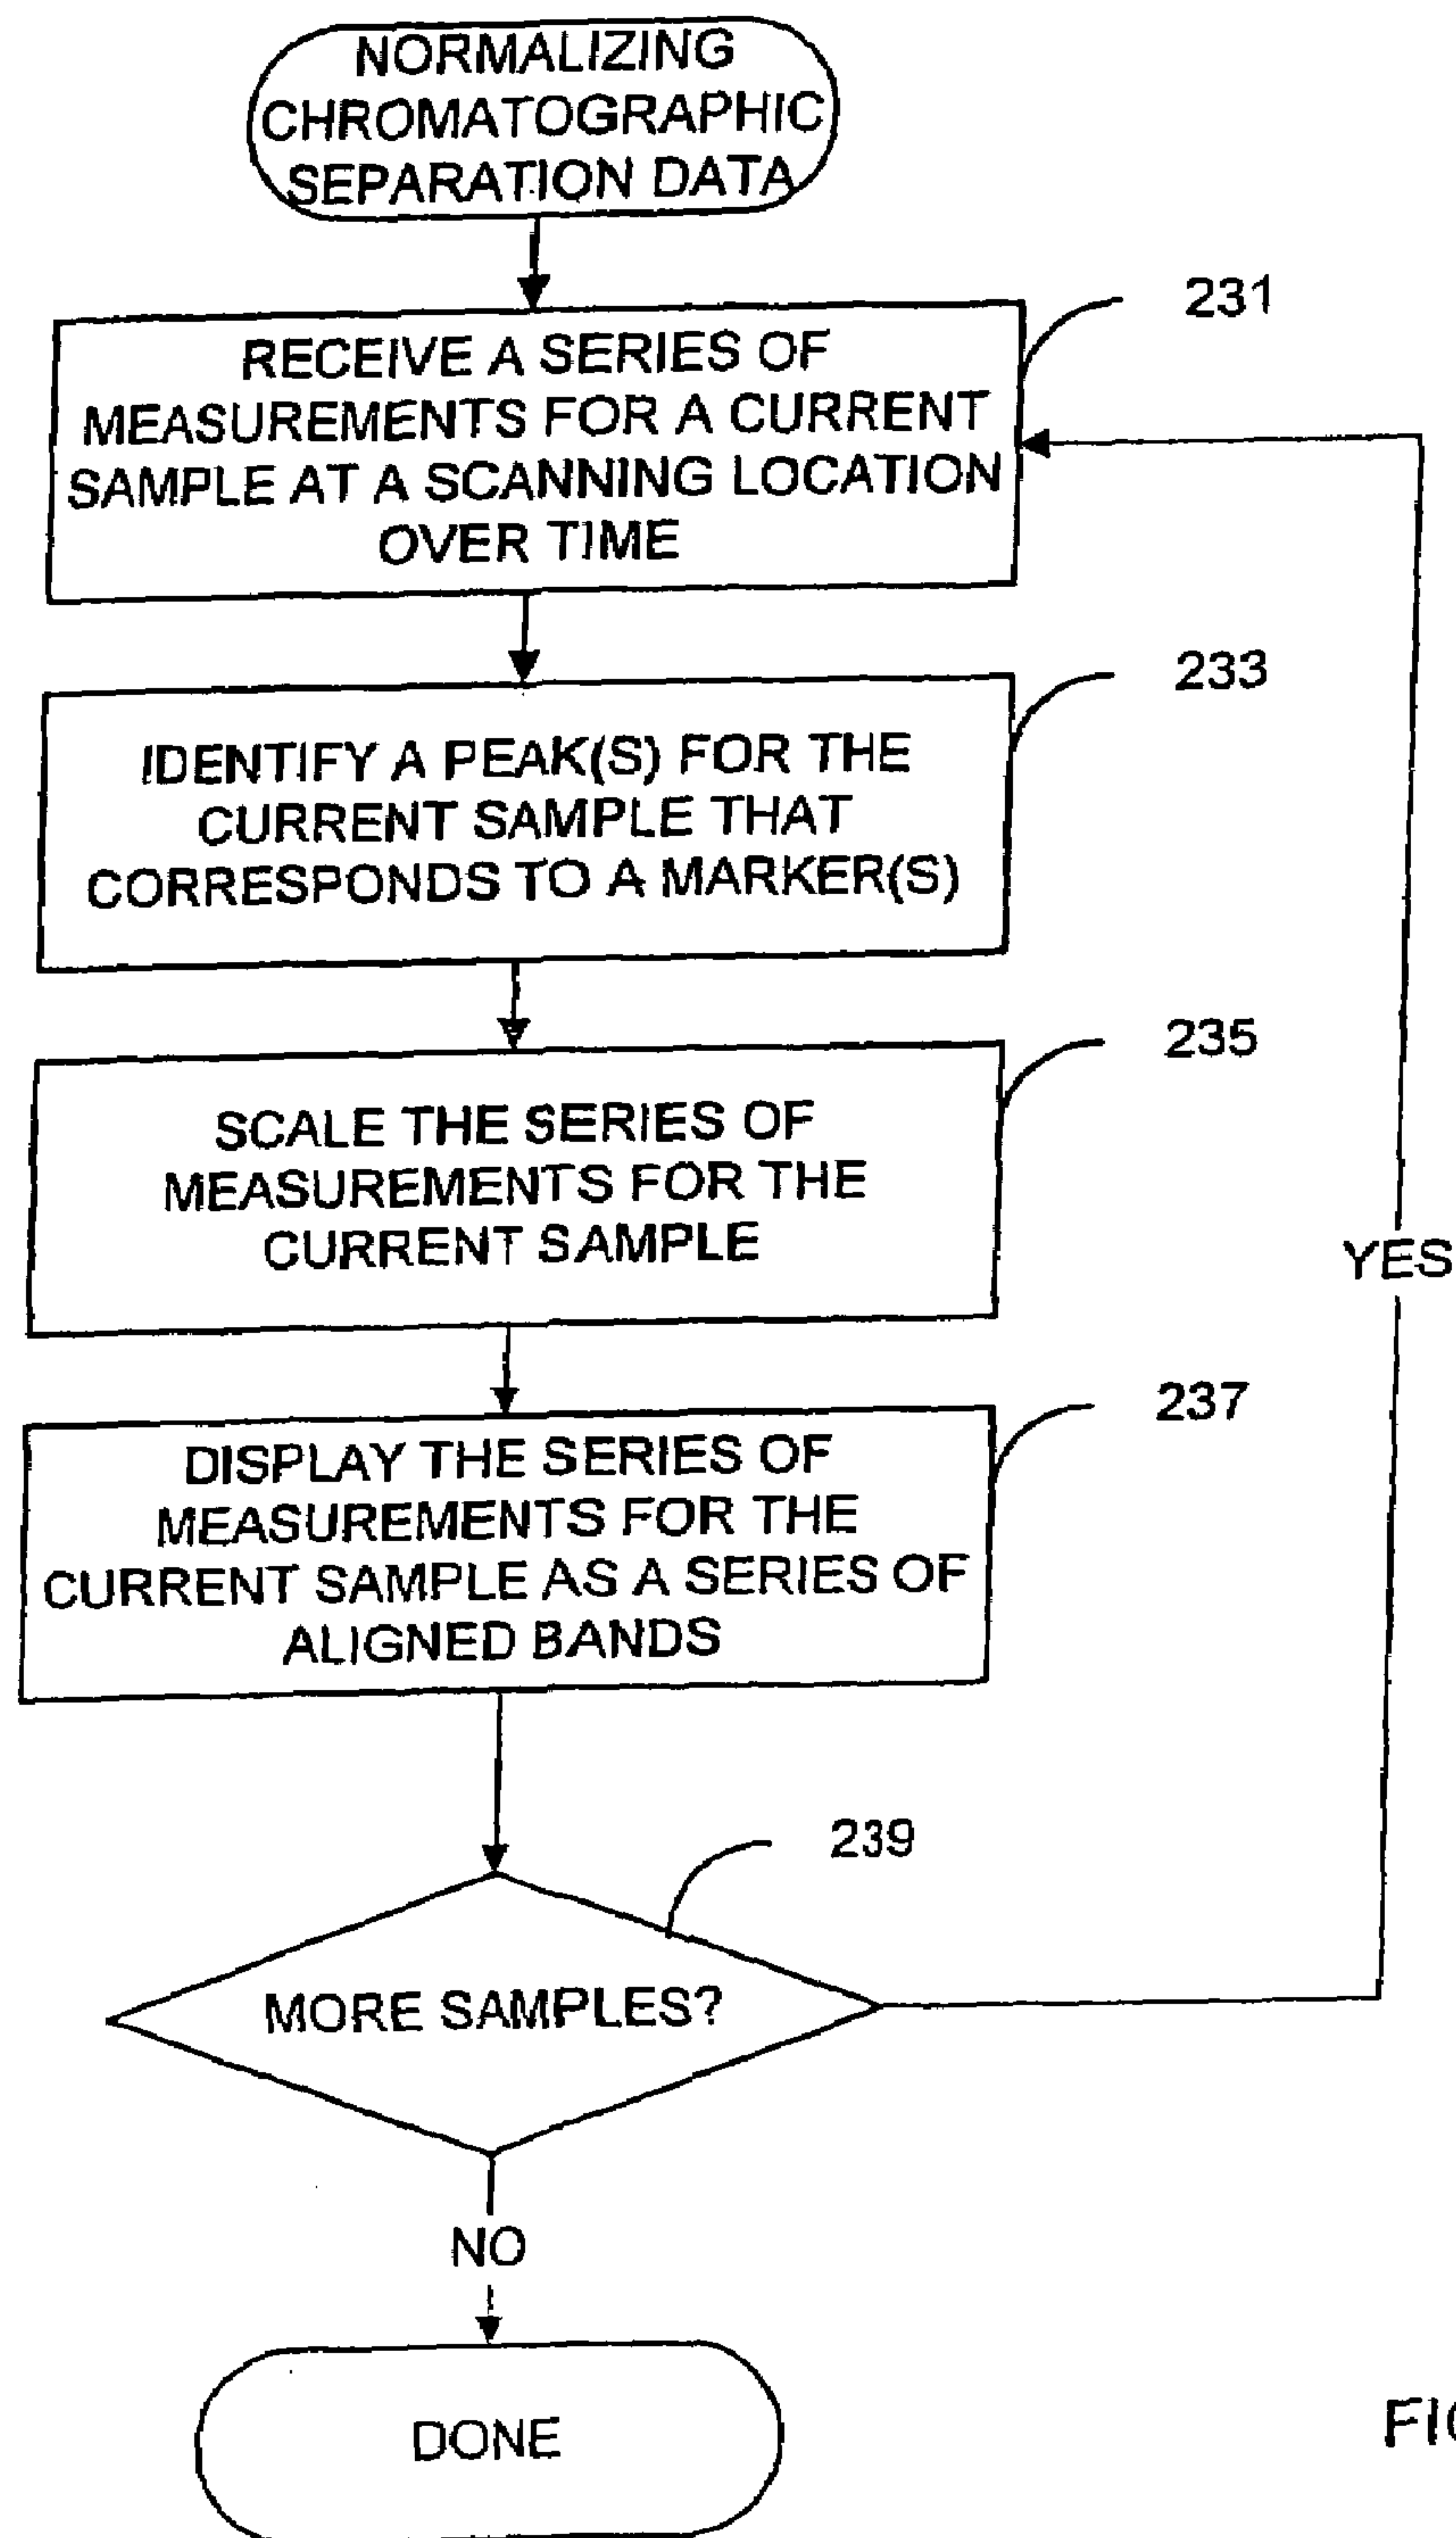 NORMALIZING
CHROMATOGRAPHIC
SEPARATION DATA
231
RECEIVE A SERIES OF
MEASUREMENTS FOR A CURRENT
SAMPLE AT A SCANNING LOCATION
OVER TIME
233
IDENTIFY A PEAK(S) FOR THE
CURRENT SAMPLE THAT
CORRESPONDS TO A MARKER(S)
235
SCALE THE SERIES OF
MEASUREMENTS FOR THE
CURRENT SAMPLE
YES
237
DISPLAY THE SERIES OF
MEASUREMENTS FOR THE
CURRENT SAMPLE AS A SERIES OF
ALIGNED BANDS
239
MORE SAMPLES?
NO
DONE